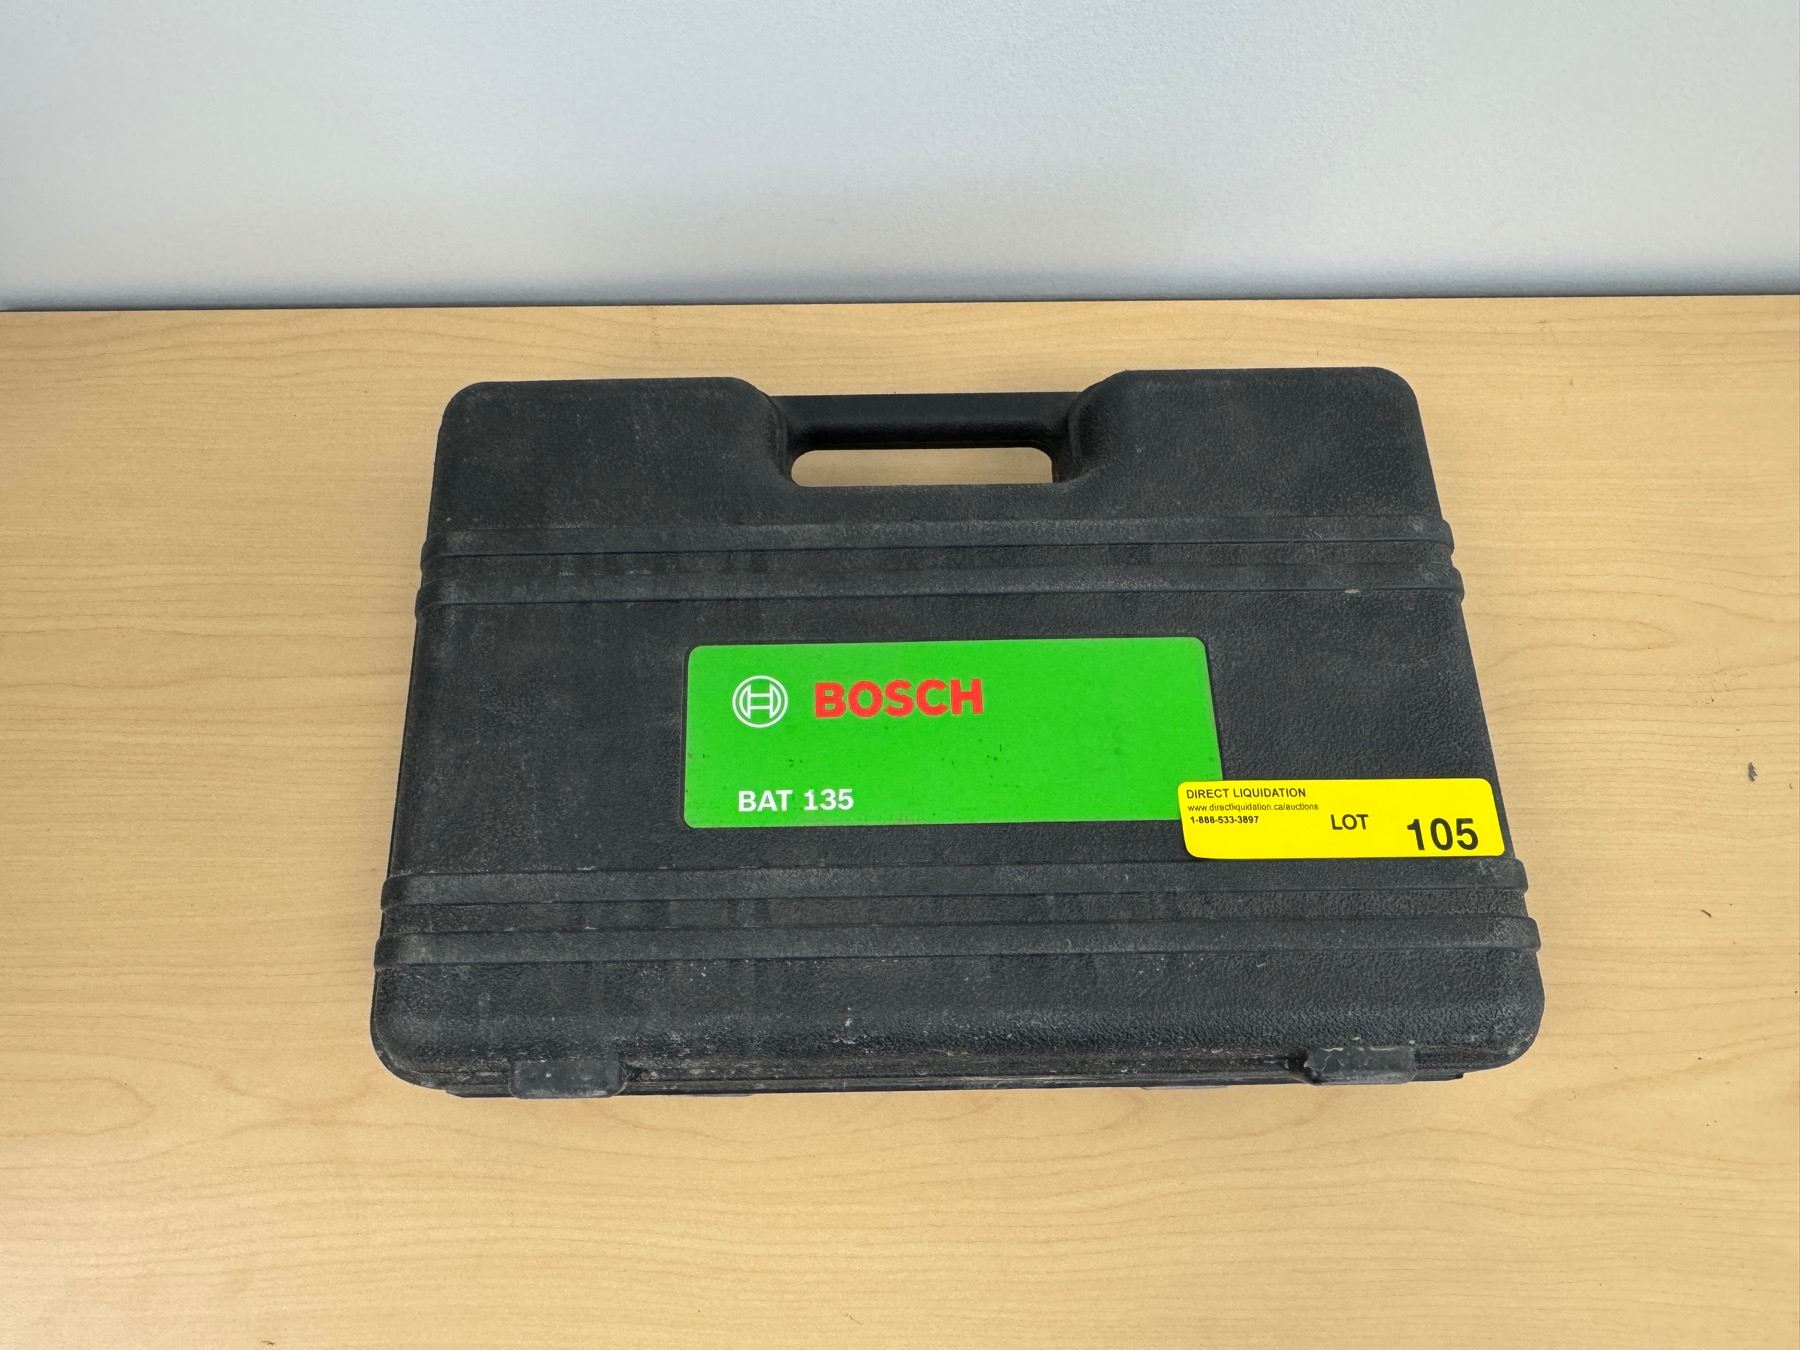 BOSCH
BAT 135
DIRECT LIQUIDATION
www.directliquidation.ca/auctions
1-888-533-3897
LOT 105